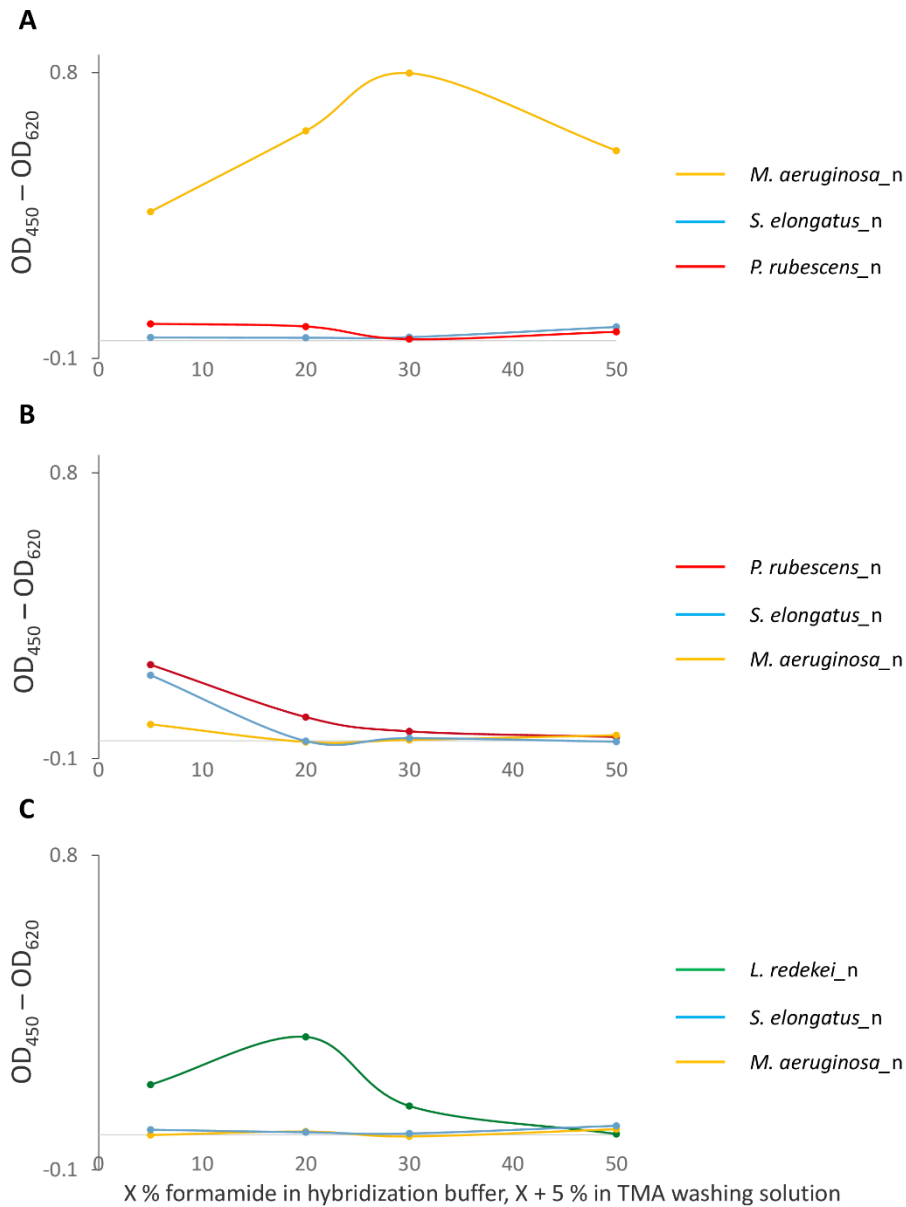 A
0.8
OD450 – OD620
M. aeruginosa_n
S. elongatus_n
P. rubescens_n
-0.1
0 10 20 30 40 50
B
0.8
OD450 – OD620
P. rubescens_n
S. elongatus_n
M. aeruginosa_n
-0.1
0 10 20 30 40 50
C
0.8
OD450 – OD620
L. redekei_n
S. elongatus_n
M. aeruginosa_n
-0.1
0 10 20 30 40 50
X % formamide in hybridization buffer, X + 5 % in TMA washing solution